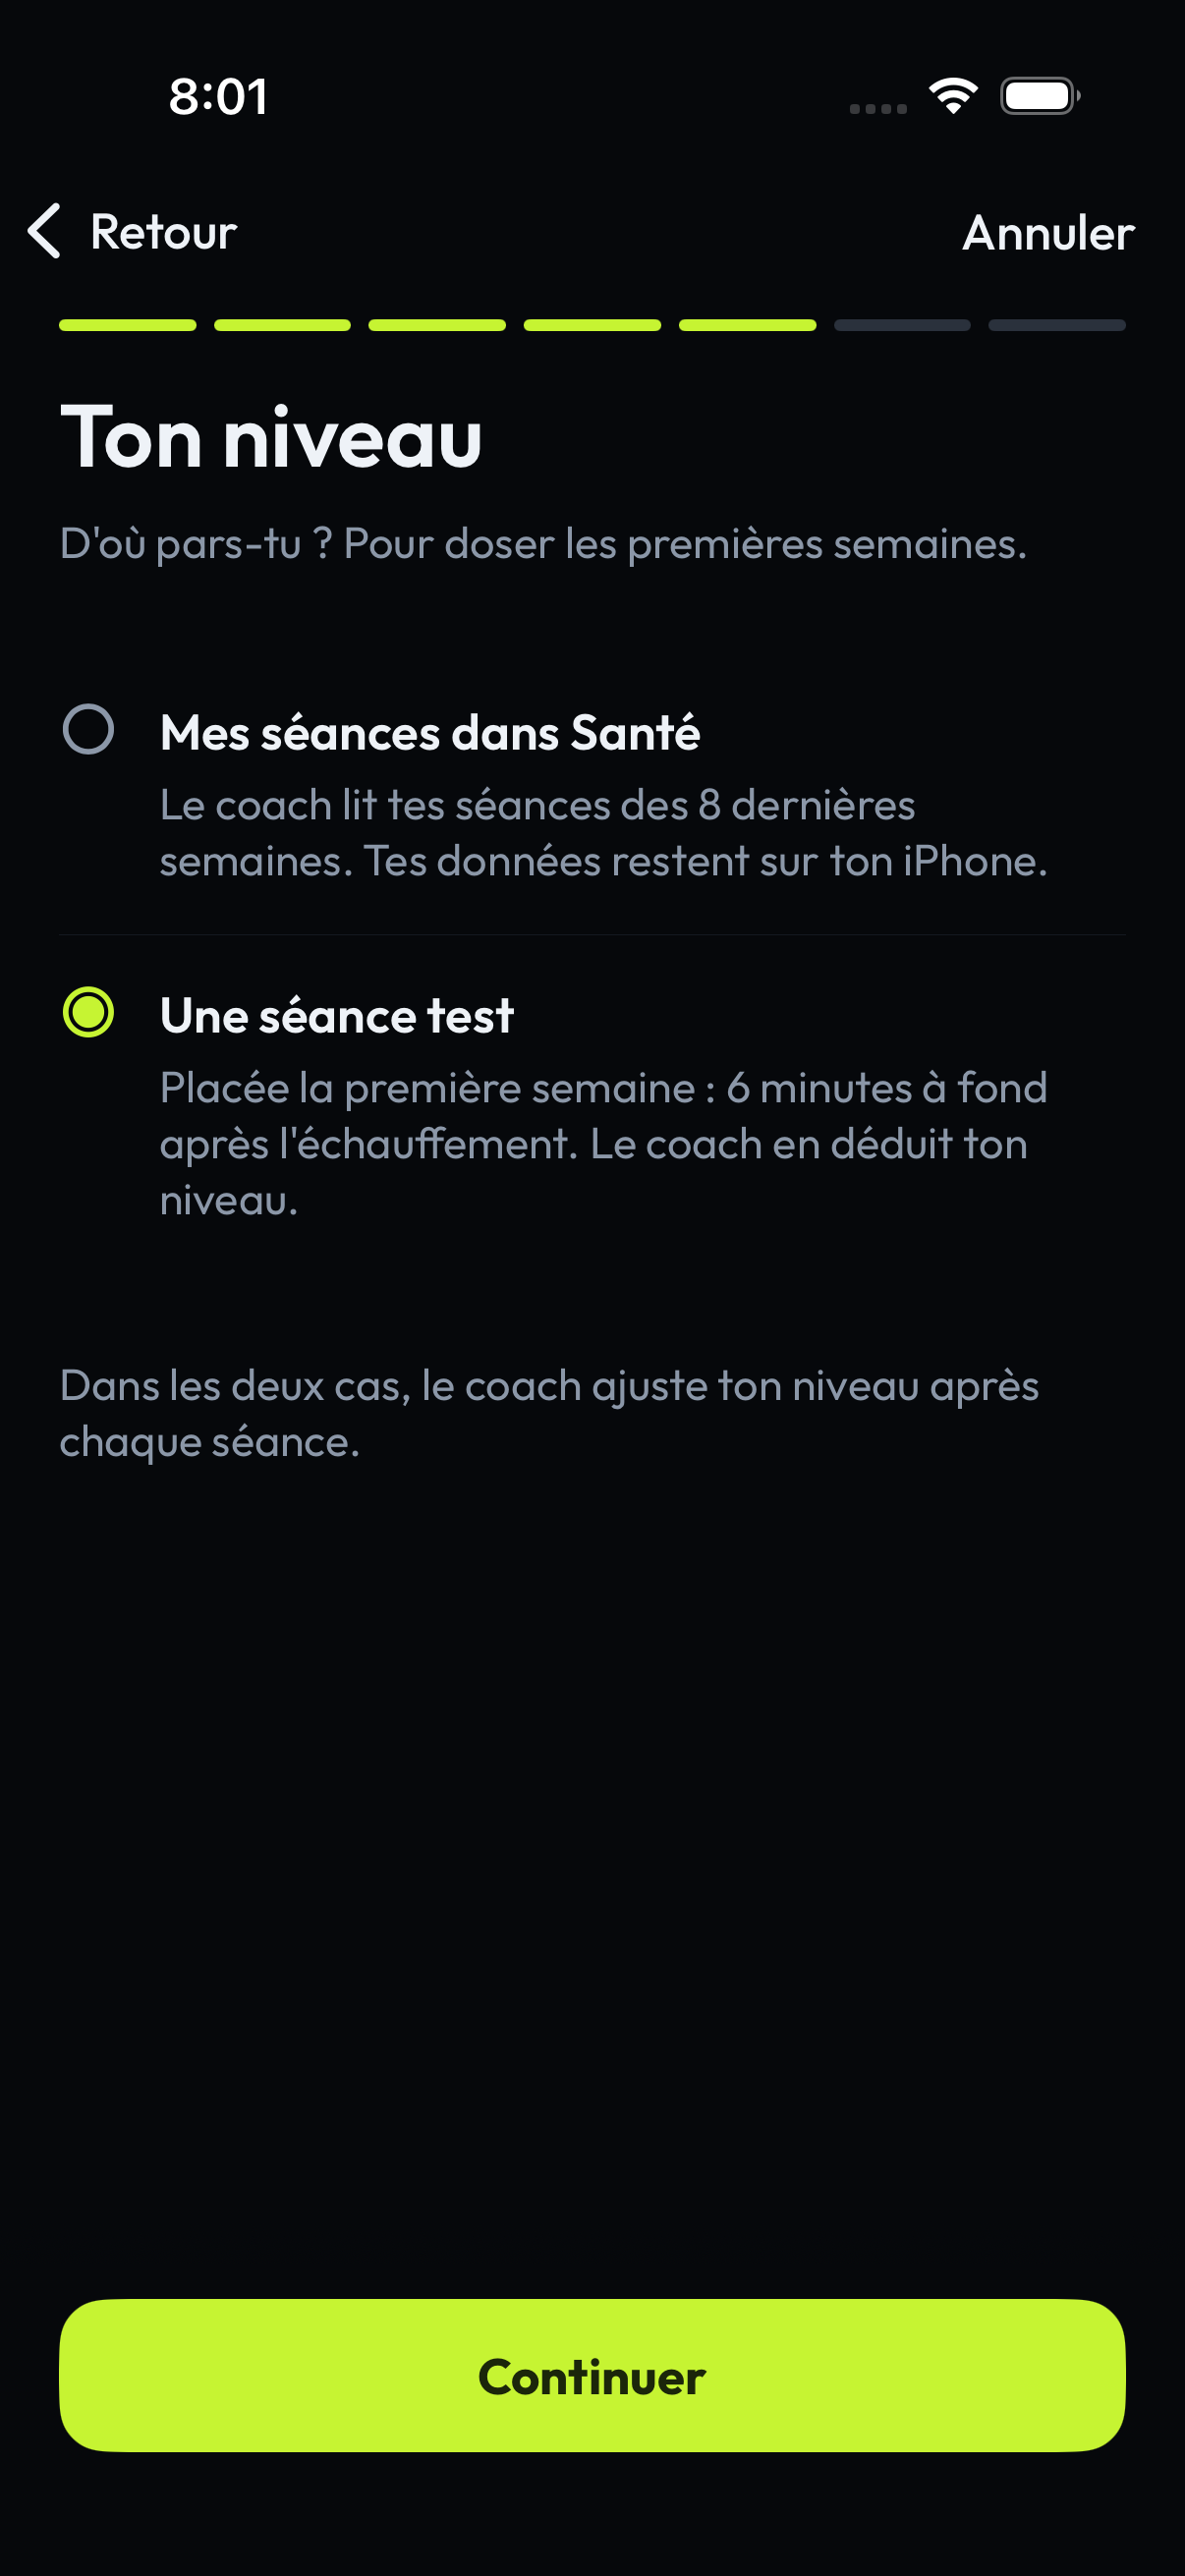 8:01
Retour
Annuler
Ton niveau
D'où pars-tu ? Pour doser les premières semaines.
Mes séances dans Santé
Le coach lit tes séances des 8 dernières
semaines. Tes données restent sur ton iPhone.
Une séance test
Placée la première semaine : 6 minutes à fond
après l'échauffement. Le coach en déduit ton
niveau.
Dans les deux cas, le coach ajuste ton niveau après
chaque séance.
Continuer